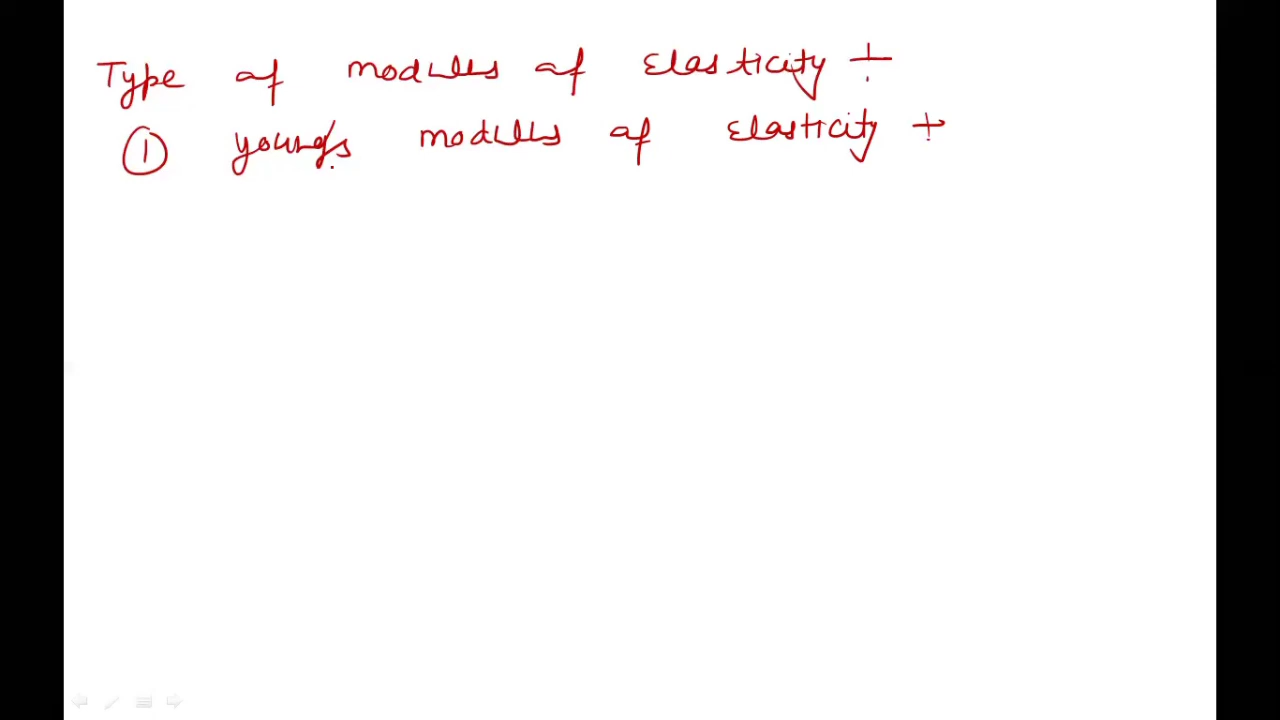 Type of modulus of Elasticity ÷
① young's modulus of Elasticity ÷